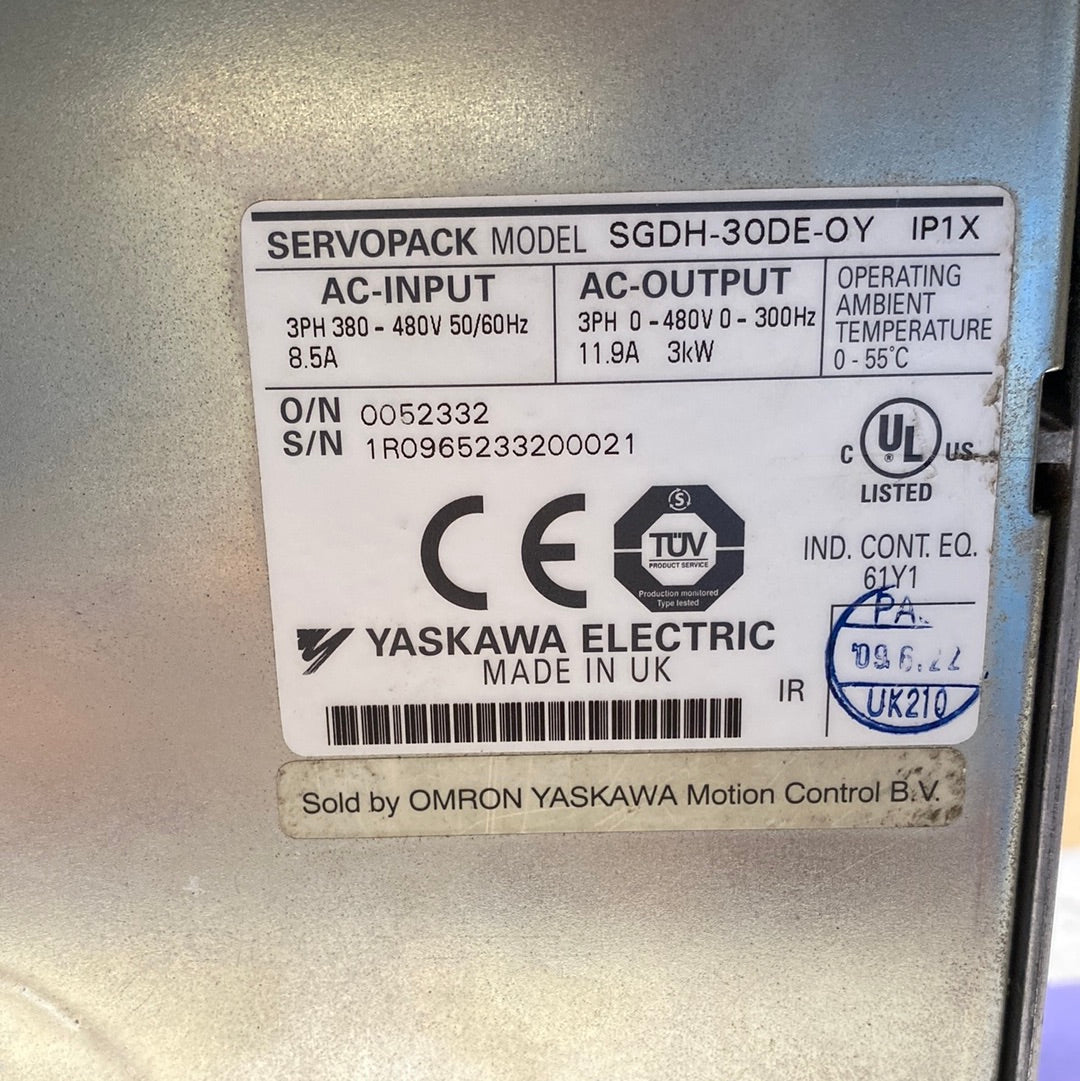 SERVOPACK MODEL SGDH-30DE-OY IP1X
AC-INPUT
3PH 380 - 480V 50/60Hz
8.5A
AC-OUTPUT
3PH 0 - 480V 0 - 300Hz
11.9A 3kW
OPERATING
AMBIENT
TEMPERATURE
0 - 55°C
O/N 0052332
S/N 1R0965233200021
C UL US
®
LISTED
CE
S
TÜV
PRODUCT SERVICE
Production monitored
Type tested
IND. CONT. EQ.
61Y1
YASKAWA ELECTRIC
MADE IN UK
IR
UK210
Sold by OMRON YASKAWA Motion Control B.V.